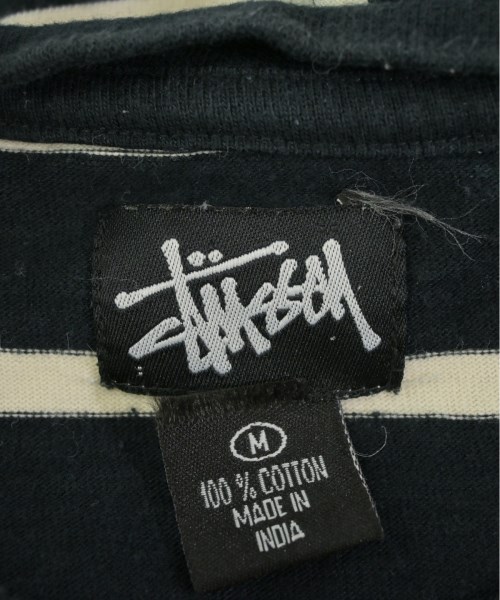 Stüssy
M
100% COTTON
MADE IN
INDIA